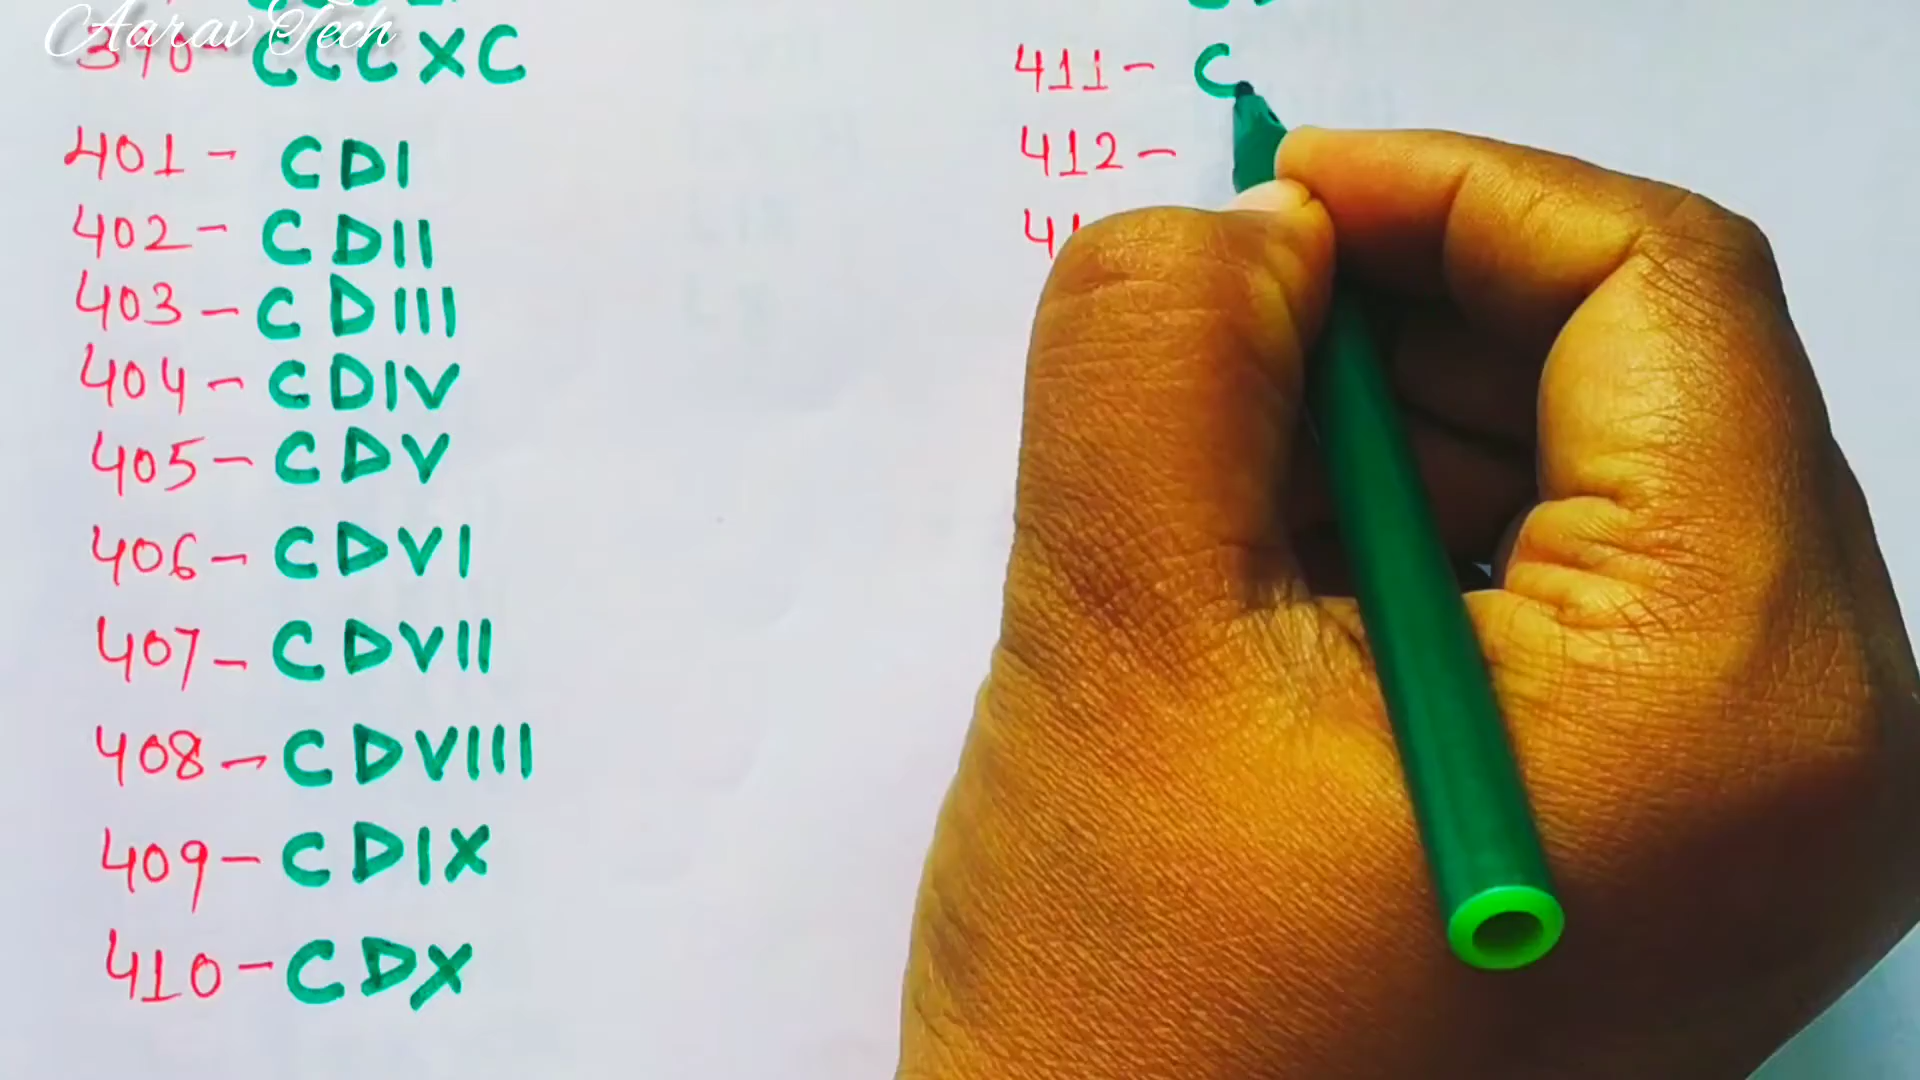 Aarav Tech
390- CCCXC
401- CDI
402- CDII
403- CDIII
404- CDIV
405- CDV
406- CDVI
407- CDVII
408- CDVIII
409- CDIX
410- CDX
411- C
412-